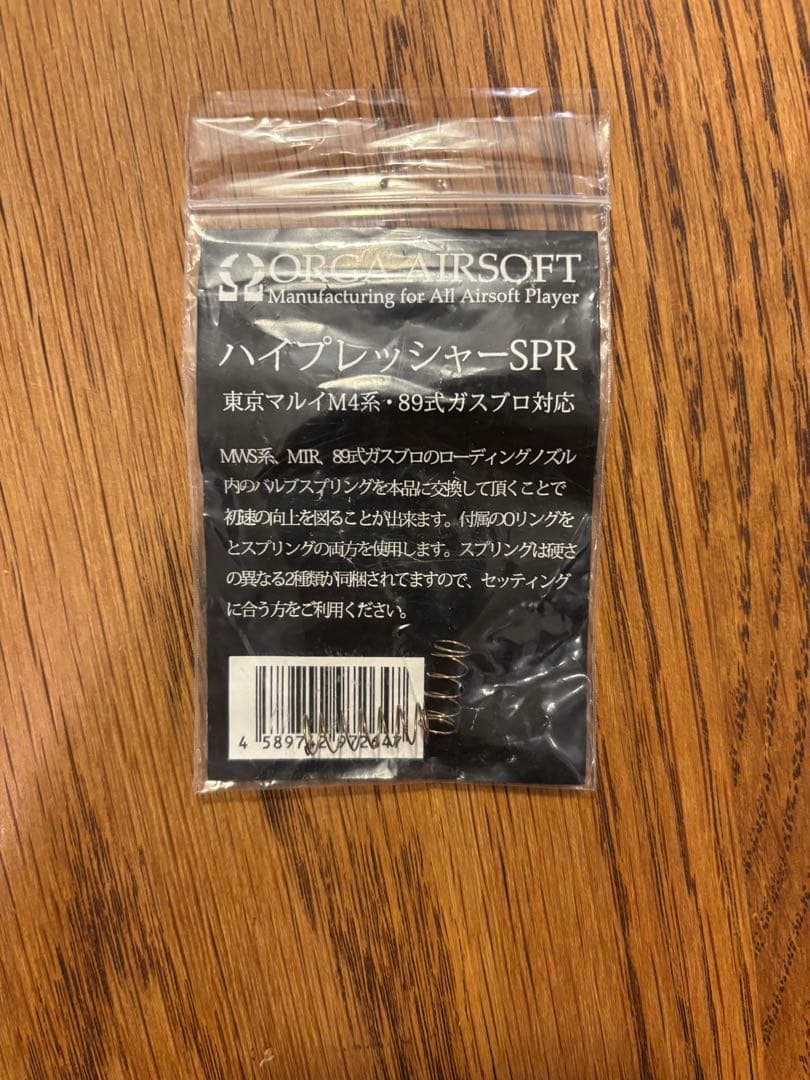 ORGA AIRSOFT
Manufacturing for All Airsoft Player
ハイプレッシャーSPR
東京マルイM4系・89式ガスブロ対応
MWS系、MTR、89式ガスブロのローディングノズル
内のバルブスプリングを本品に交換して頂くことで
初速の向上を図ることが出来ます。付属のOリングを
とスプリングの両方を使用します。スプリングは硬さ
の異なる2種類が同梱されてますので、セッティング
に合う方をご利用ください。